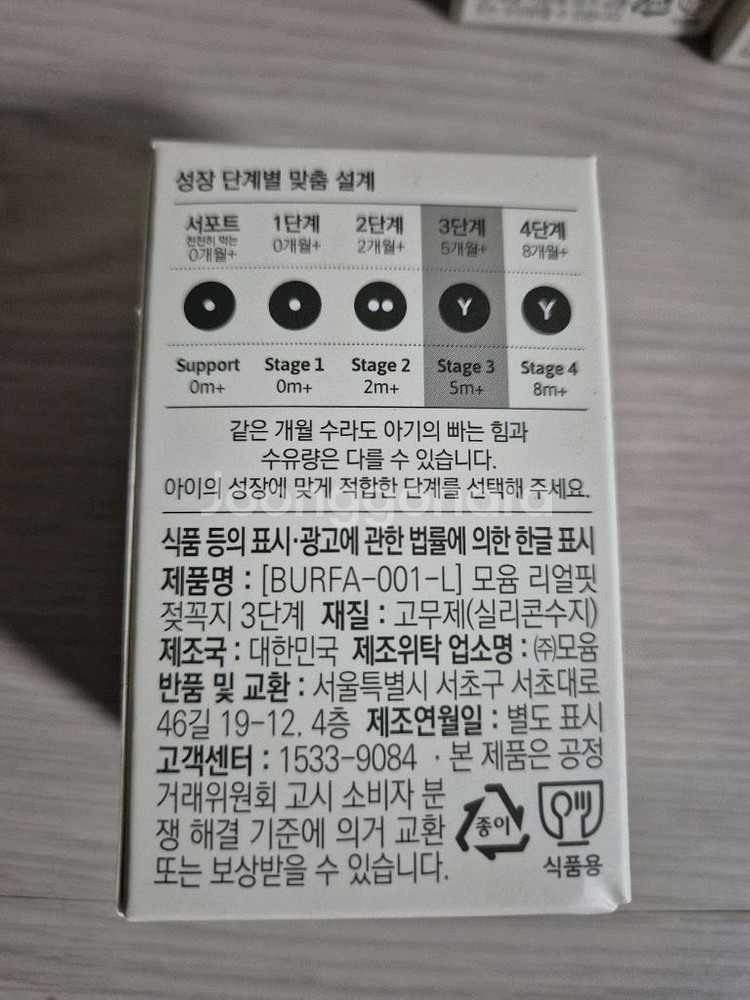 성장 단계별 맞춤 설계
서포트 1단계 2단계 3단계 4단계
천천히 먹는
0개월+ 0개월+ 2개월+ 5개월+ 8개월+
Support Stage 1 Stage 2 Stage 3 Stage 4
0m+ 0m+ 2m+ 5m+ 8m+
같은 개월 수라도 아기의 빠는 힘과
수유량은 다를 수 있습니다.
아이의 성장에 맞게 적합한 단계를 선택해 주세요.
Joonggonara
식품 등의 표시·광고에 관한 법률에 의한 한글 표시
제품명 : [BURFA-001-L] 모윰 리얼핏
젖꼭지 3단계 재질 : 고무제(실리콘수지)
제조국 : 대한민국 제조위탁 업소명 : ㈜모윰
반품 및 교환 : 서울특별시 서초구 서초대로
46길 19-12. 4층 제조연월일 : 별도 표시
고객센터 : 1533-9084 · 본 제품은 공정
거래위원회 고시 소비자 분
쟁 해결 기준에 의거 교환
또는 보상받을 수 있습니다.
종이
식품용